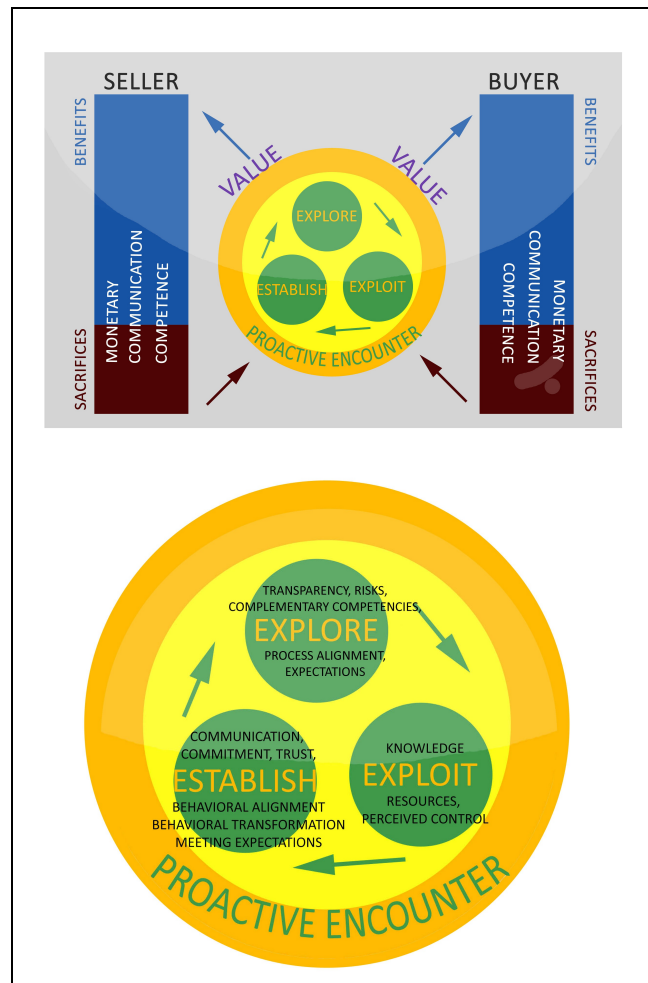 SELLER
BUYER
BENEFITS
SACRIFICES
MONETARY
COMMUNICATION
COMPETENCE
VALUE
VALUE
EXPLORE
ESTABLISH
EXPLOIT
PROACTIVE ENCOUNTER
COMPETENCE
COMMUNICATION
MONETARY
BENEFITS
SACRIFICES
TRANSPARENCY, RISKS,
COMPLEMENTARY COMPETENCIES,
EXPLORE
PROCESS ALIGNMENT,
EXPECTATIONS
COMMUNICATION,
COMMITMENT, TRUST,
ESTABLISH
BEHAVIORAL ALIGNMENT
BEHAVIORAL TRANSFORMATION
MEETING EXPECTATIONS
KNOWLEDGE
EXPLOIT
RESOURCES,
PERCEIVED CONTROL
PROACTIVE ENCOUNTER